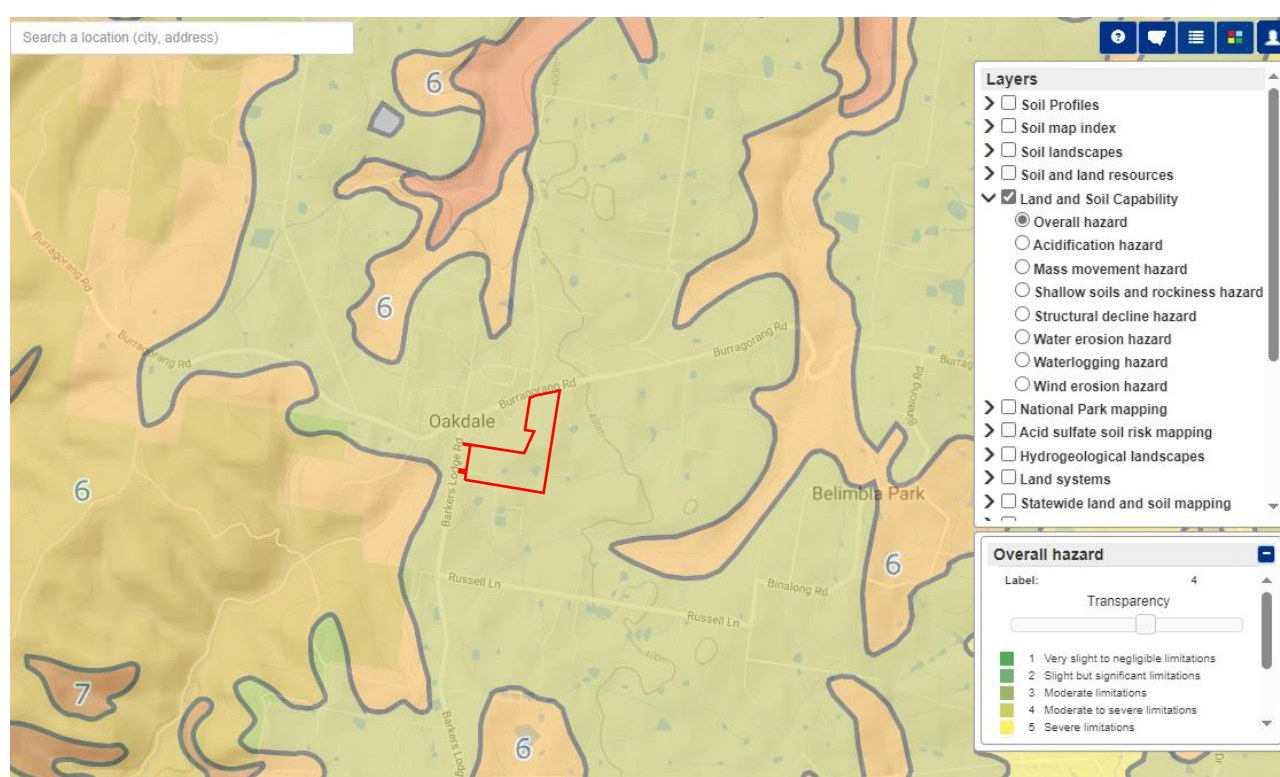 Search a location (city, address)
Layers
Soil Profiles
Soil map index
Soil landscapes
Soil and land resources
Land and Soil Capability
Overall hazard
Acidification hazard
Mass movement hazard
Shallow soils and rockiness hazard
Structural decline hazard
Water erosion hazard
Waterlogging hazard
Wind erosion hazard
National Park mapping
Acid sulfate soil risk mapping
Hydrogeological landscapes
Land systems
Statewide land and soil mapping
Overall hazard
Label: 4
Transparency
1 Very slight to negligible limitations
2 Slight but significant limitations
3 Moderate limitations
4 Moderate to severe limitations
5 Severe limitations
6
400m
Burragorang Rd
6
Burragorang Rd
Burragorang Rd
Burrag
Burragorang Rd
Oakdale
Binalong Rd
400m
Barkers Lodge Rd
6
Belimbla Park
6
Russell Ln
Binalong Rd
Russell Ln
400m
7
Barkers Lodge
6
Dr